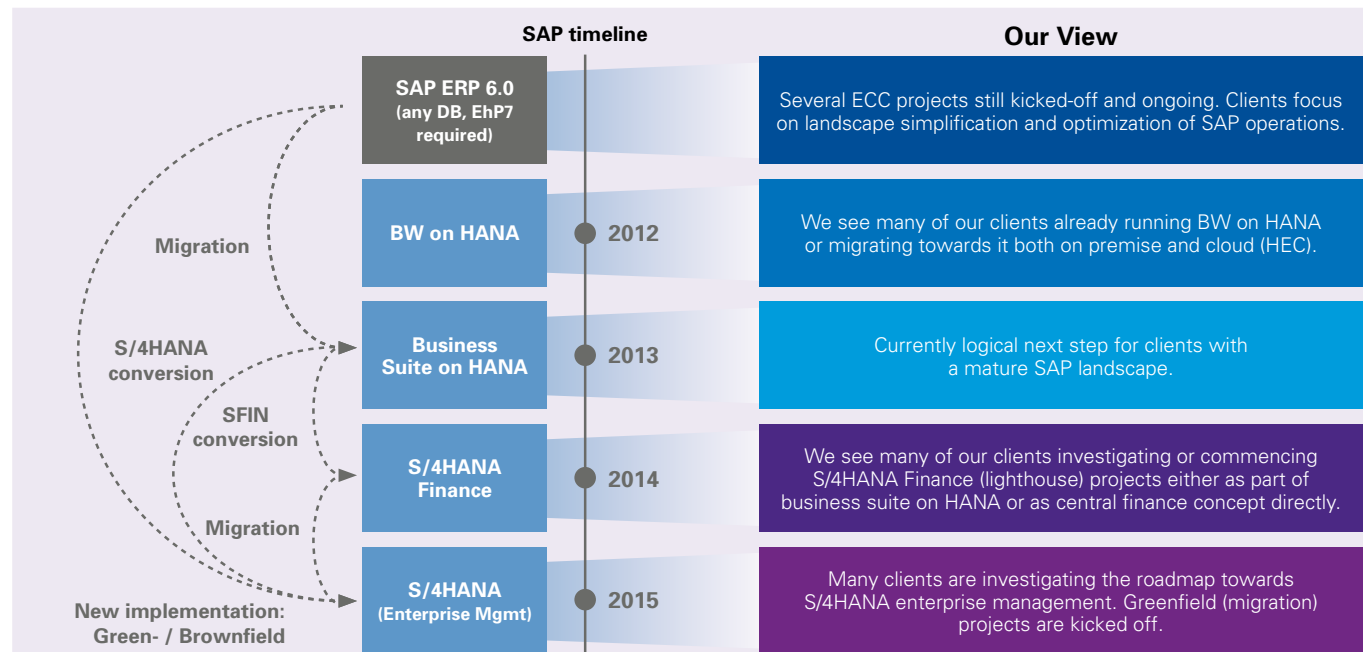 SAP timeline
Our View
SAP ERP 6.0
(any DB, EhP7
required)
Several ECC projects still kicked-off and ongoing. Clients focus
on landscape simplification and optimization of SAP operations.
Migration
BW on HANA
2012
We see many of our clients already running BW on HANA
or migrating towards it both on premise and cloud (HEC).
S/4HANA
conversion
Business
Suite on HANA
2013
Currently logical next step for clients with
a mature SAP landscape.
SFIN
conversion
S/4HANA
Finance
2014
We see many of our clients investigating or commencing
S/4HANA Finance (lighthouse) projects either as part of
business suite on HANA or as central finance concept directly.
Migration
New implementation:
Green- / Brownfield
S/4HANA
(Enterprise Mgmt)
2015
Many clients are investigating the roadmap towards
S/4HANA enterprise management. Greenfield (migration)
projects are kicked off.